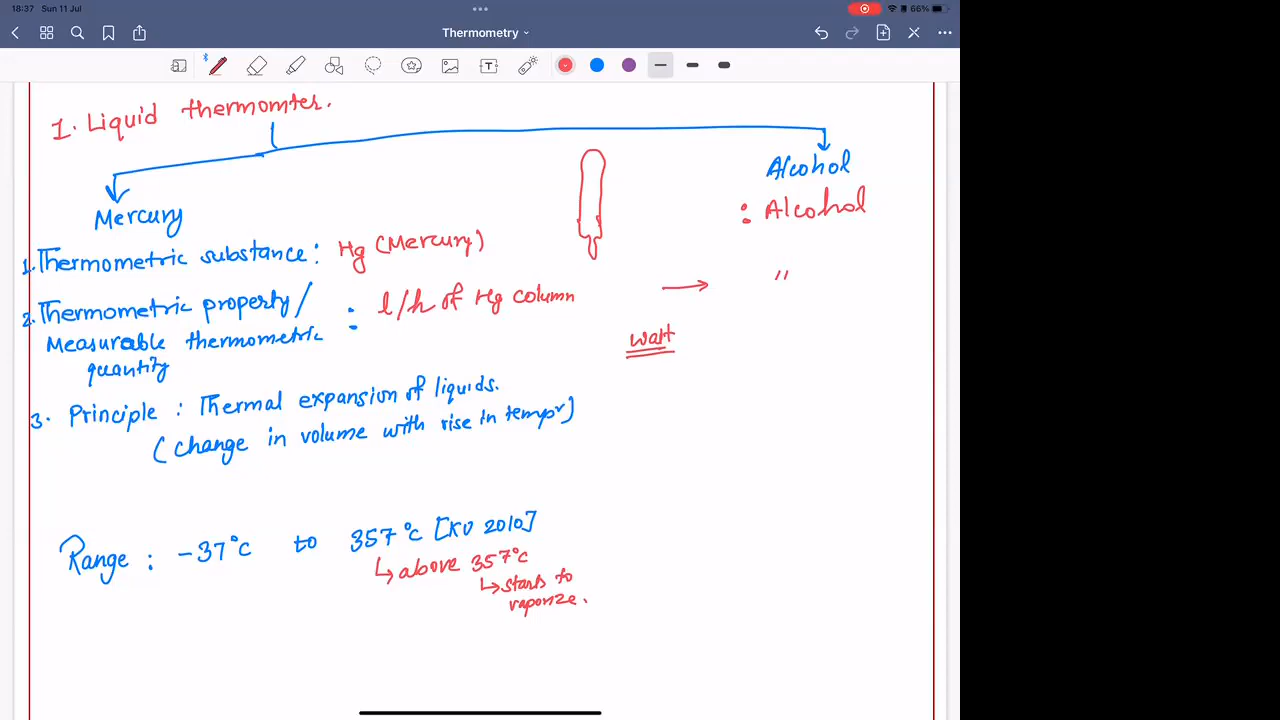 18:37 Sun 11 Jul
66%
Thermometry
T
1. Liquid thermomter.
Mercury
Alcohol
: Alcohol
1. Thermometric substance : Hg (Mercury)
2. Thermometric property/ : l/h of Hg column → "
Measurable thermometric
quantity
watt
3. Principle : Thermal expansion of liquids.
(change in volume with rise in tempr)
Range : -37°C to 357°C [KU 2010]
↳ above 357°C
↳ starts to
vaporize.